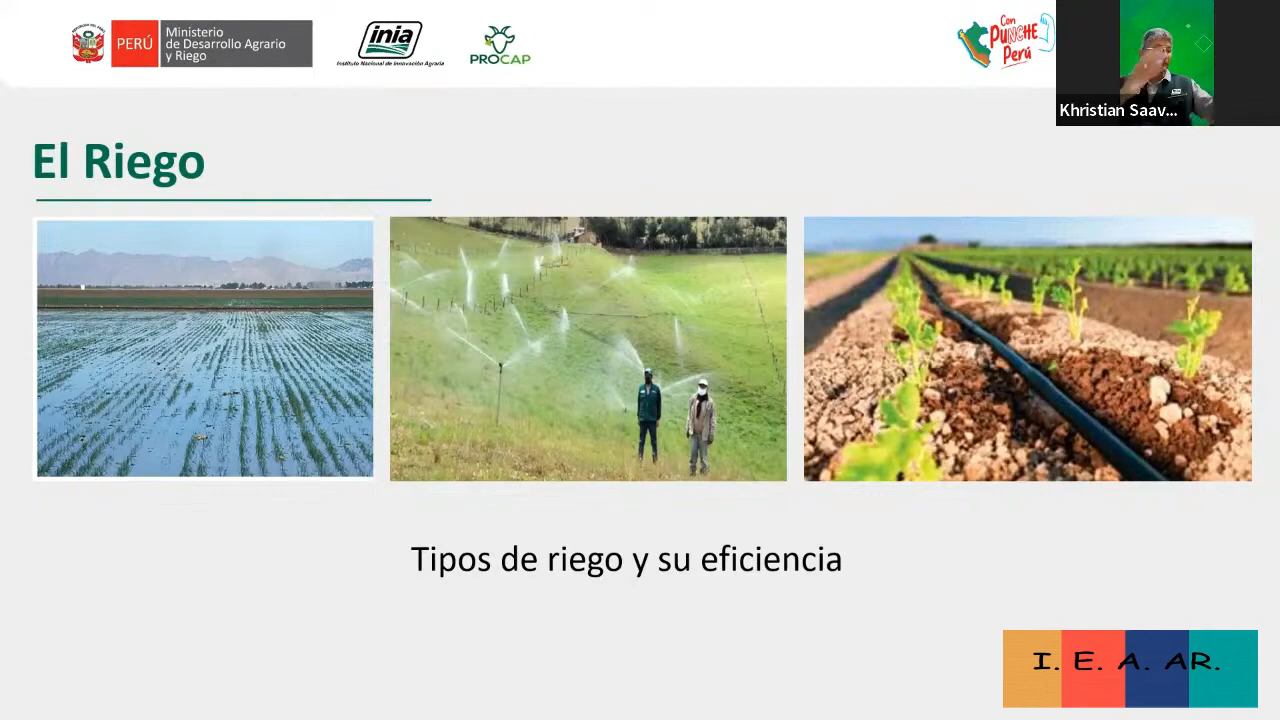 PERÚ
Ministerio
de Desarrollo Agrario
y Riego
inia
Instituto Nacional de Innovación Agraria
PROCAP
Con
PUNCHE
Perú
Khristian Saav...
El Riego
Tipos de riego y su eficiencia
I. E. A. AR.